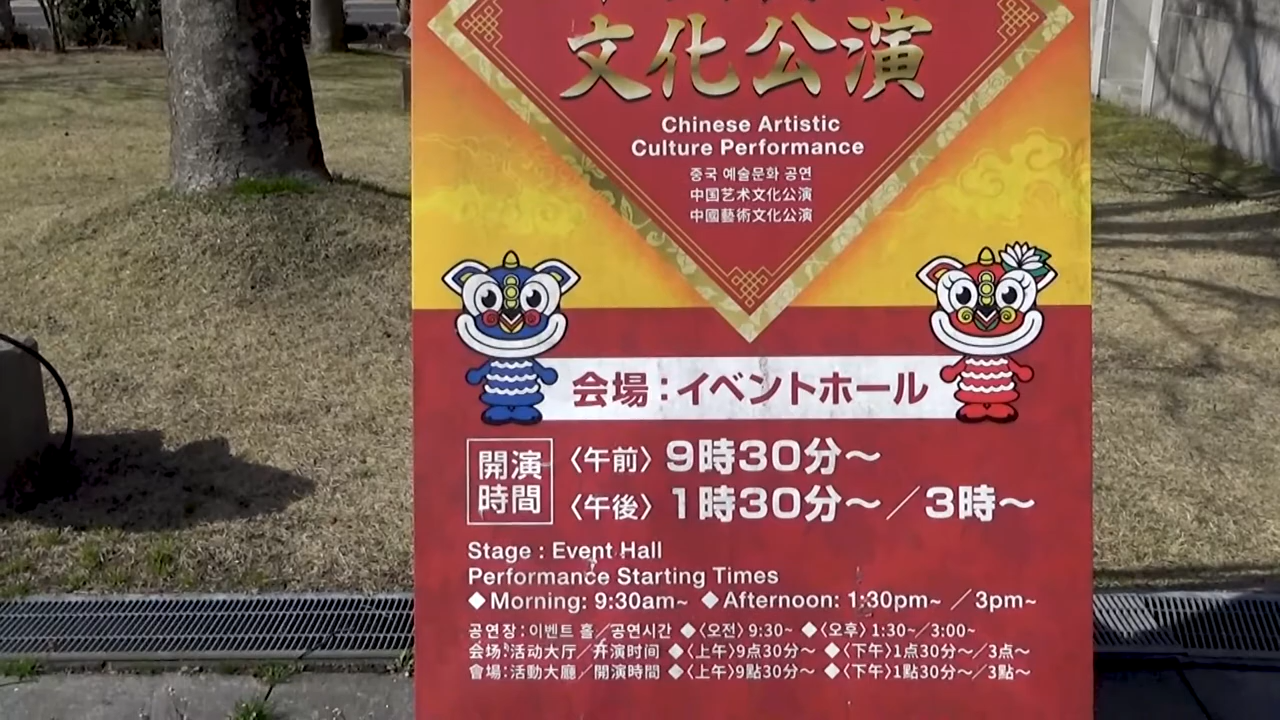 文化公演
Chinese Artistic
Culture Performance
중국 예술문화 공연
中国艺术文化公演
中國藝術文化公演
会場：イベントホール
開演時間
〈午前〉9時30分～
〈午後〉1時30分～／3時～
Stage : Event Hall
Performance Starting Times
◆Morning: 9:30am~ ◆Afternoon: 1:30pm~ ／3pm~
공연장 : 이벤트 홀／공연시간 ◆〈오전〉9:30~ ◆〈오후〉1:30~／3:00~
会场:活动大厅／开演时间 ◆〈上午〉9点30分～ ◆〈下午〉1点30分～／3点～
會場:活動大廳／開演時間 ◆〈上午〉9點30分～ ◆〈下午〉1點30分～／3點～